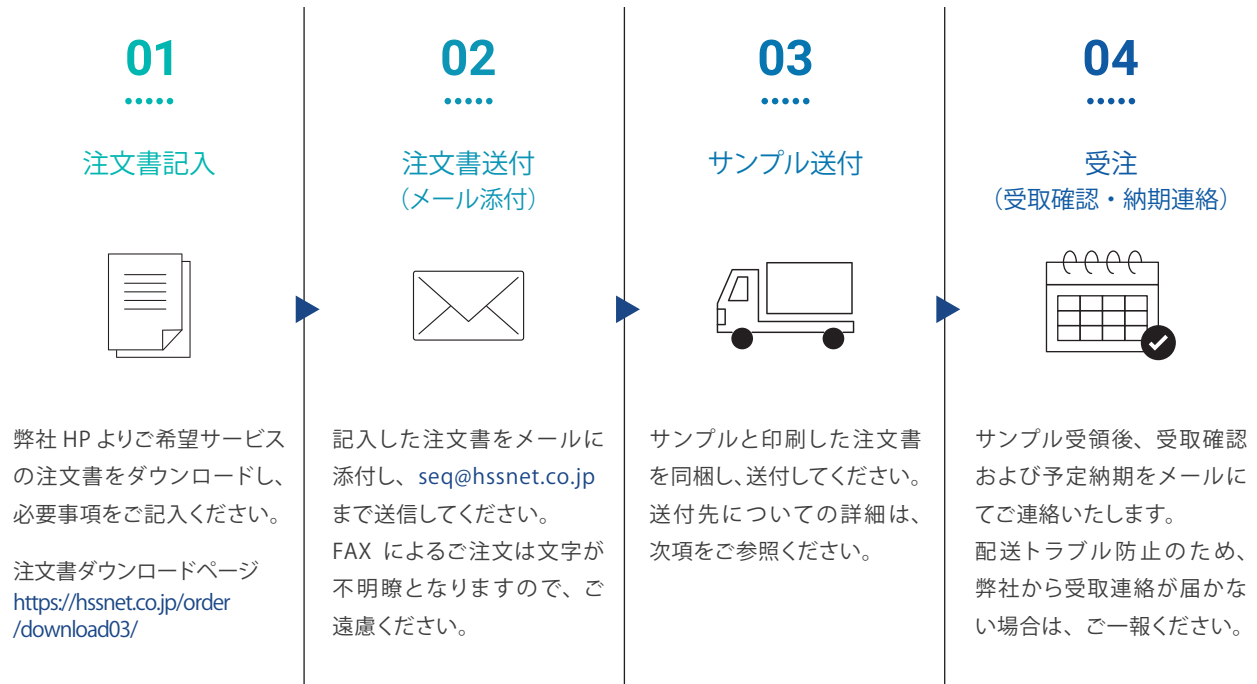 01
注文書記入
弊社 HP よりご希望サービス
の注文書をダウンロードし、
必要事項をご記入ください。
注文書ダウンロードページ
https://hssnet.co.jp/order
/download03/
02
注文書送付
（メール添付）
記入した注文書をメールに
添付し、seq@hssnet.co.jp
まで送信してください。
FAX によるご注文は文字が
不明瞭となりますので、ご
遠慮ください。
03
サンプル送付
サンプルと印刷した注文書
を同梱し、送付してください。
送付先についての詳細は、
次項をご参照ください。
04
受注
（受取確認・納期連絡）
サンプル受領後、受取確認
および予定納期をメールに
てご連絡いたします。
配送トラブル防止のため、
弊社から受取連絡が届かな
い場合は、ご一報ください。